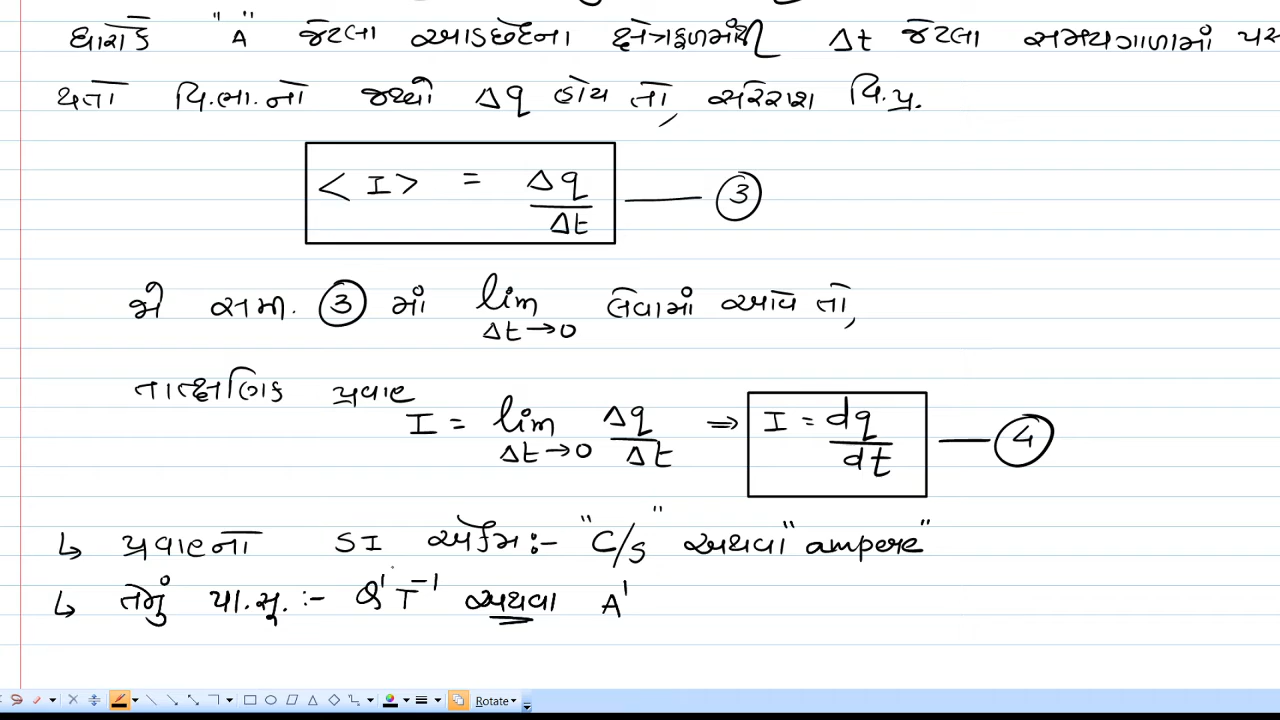 ધારોકે "A" જેટલા આડછેદના ક્ષેત્રફળમાંથી Δt જેટલા સમયગાળામાં
થતા વિ.ભા.નો જથ્થો Δq હોય તો, સરેરાશ વિ.પ્ર.
<I> = Δq/Δt —— ③
જો સમી. ③ માં lim Δt→0 લેવામાં આવે તો,
તાત્ક્ષણિક પ્રવાહ
I = lim Δt→0 Δq/Δt ⇒ I = dq/dt —— ④
↳ પ્રવાહના SI એકમ:- "C/s" અથવા "ampere"
↳ તેનું પા.સૂ. :- Q¹T⁻¹ અથવા A¹
Rotate